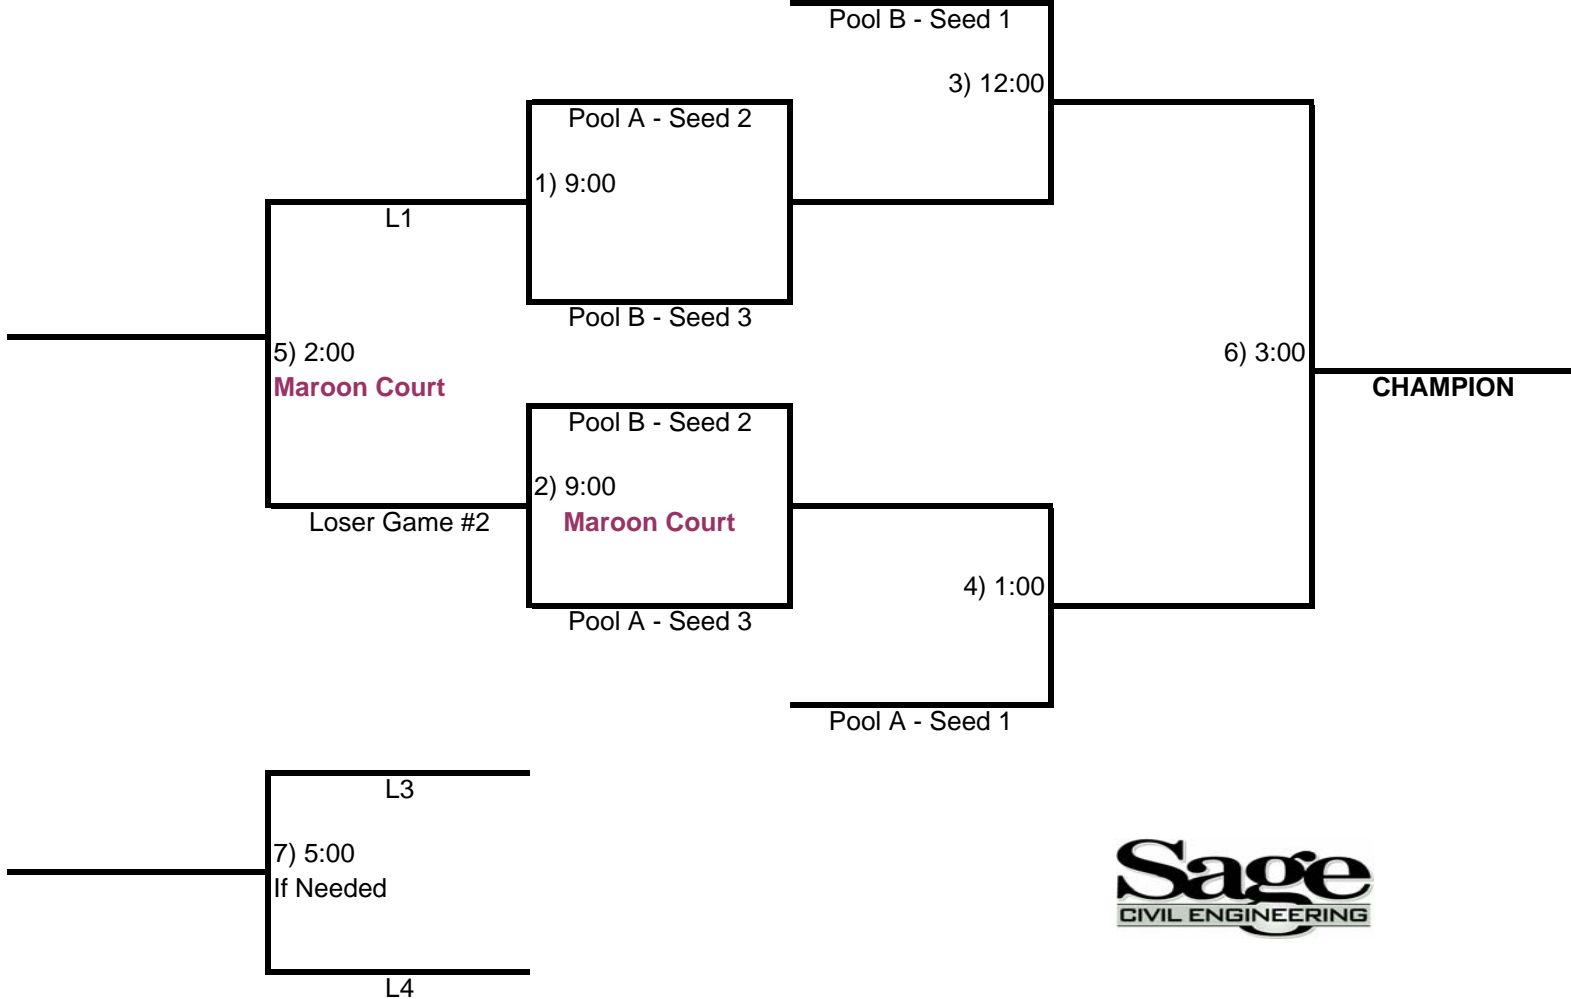 Pool B - Seed 1
3) 12:00
Pool A - Seed 2
1) 9:00
L1
Pool B - Seed 3
5) 2:00
Maroon Court
6) 3:00
CHAMPION
Pool B - Seed 2
2) 9:00
Maroon Court
Loser Game #2
4) 1:00
Pool A - Seed 3
Pool A - Seed 1
L3
7) 5:00
If Needed
L4
Sage
CIVIL ENGINEERING